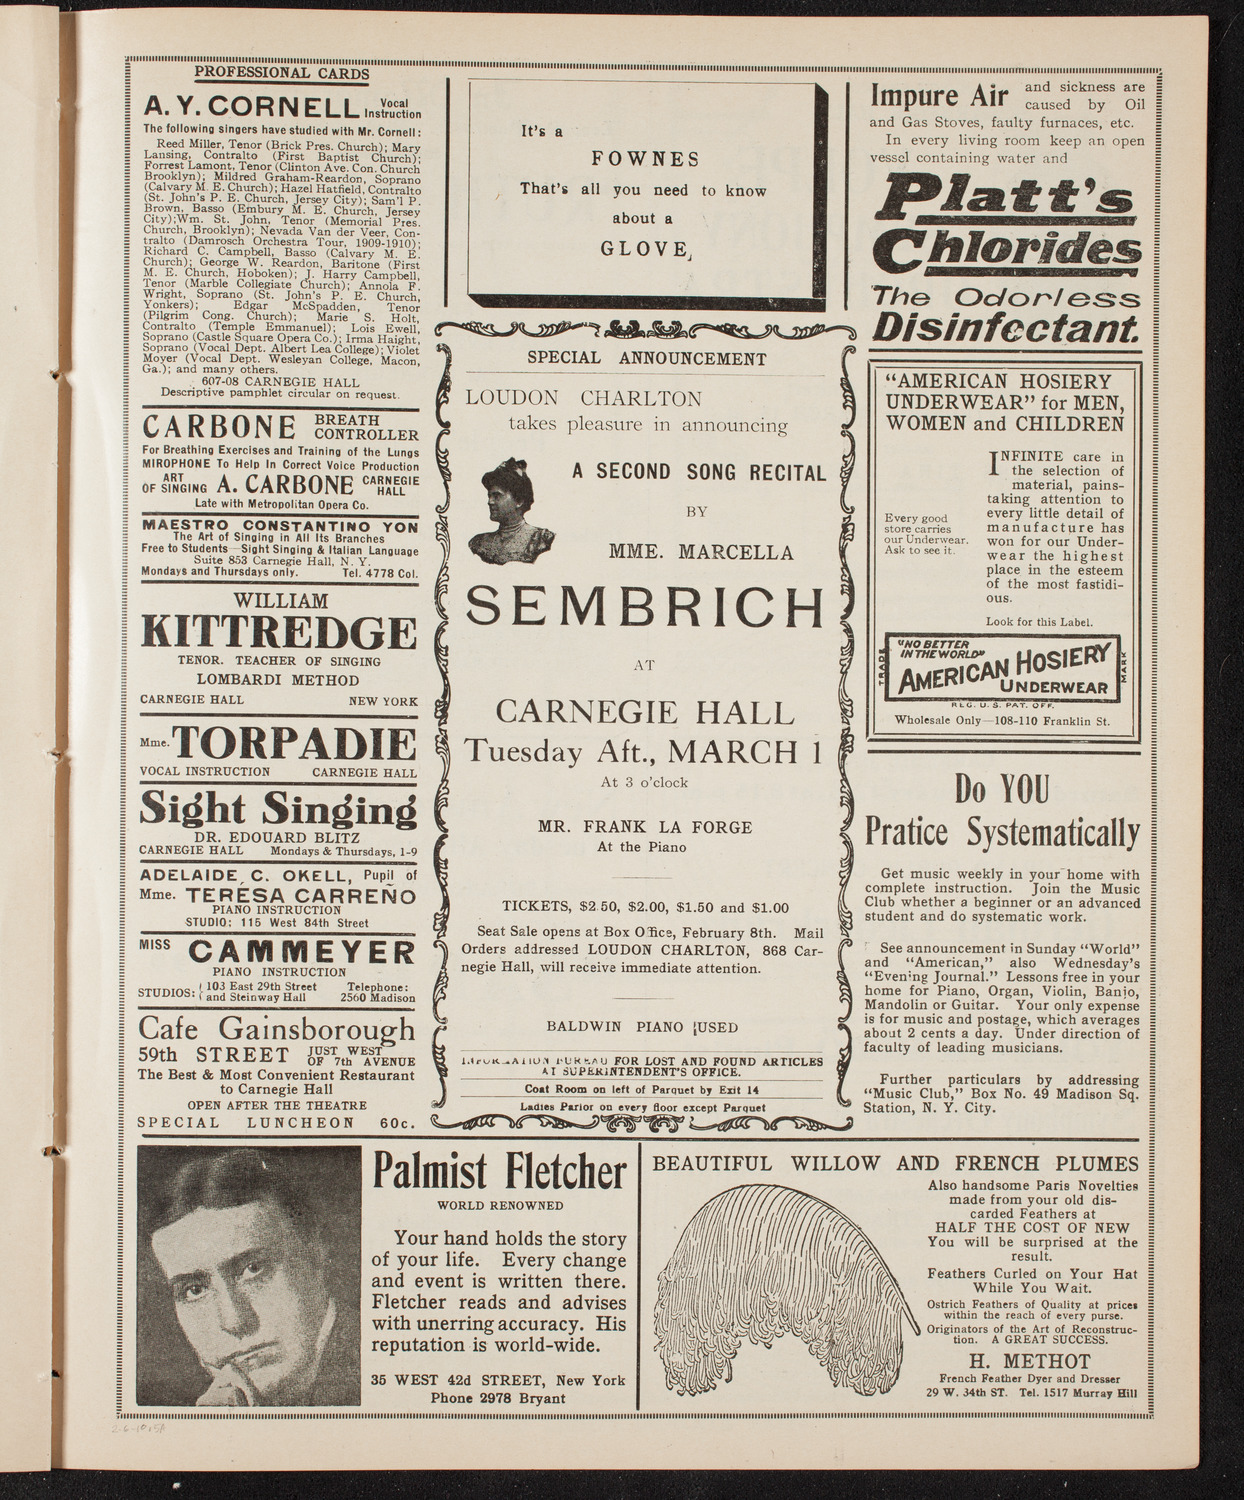 PROFESSIONAL CARDS
A. Y. CORNELL Vocal Instruction
The following singers have studied with Mr. Cornell:
Reed Miller, Tenor (Brick Pres. Church); Mary
Lansing, Contralto (First Baptist Church);
Forrest Lamont, Tenor (Clinton Ave. Con. Church
Brooklyn); Mildred Graham-Reardon, Soprano
(Calvary M. E. Church); Hazel Hatfield, Contralto
(St. John's P. E. Church, Jersey City); Sam'l P.
Brown, Basso (Embury M. E. Church, Jersey
City);Wm. St. John, Tenor (Memorial Pres.
Church, Brooklyn); Nevada Van der Veer, Con-
tralto (Damrosch Orchestra Tour, 1909-1910);
Richard C. Campbell, Basso (Calvary M. E.
Church); George W. Reardon, Baritone (First
M. E. Church, Hoboken); J. Harry Campbell,
Tenor (Marble Collegiate Church); Annola F.
Wright, Soprano (St. John's P. E. Church,
Yonkers); Edgar McSpadden, Tenor
(Pilgrim Cong. Church); Marie S. Holt,
Contralto (Temple Emmanuel); Lois Ewell,
Soprano (Castle Square Opera Co.); Irma Haight,
Soprano (Vocal Dept. Albert Lea College); Violet
Moyer (Vocal Dept. Wesleyan College, Macon,
Ga.); and many others.
607-08 CARNEGIE HALL
Descriptive pamphlet circular on request.
CARBONE BREATH CONTROLLER
For Breathing Exercises and Training of the Lungs
MIROPHONE To Help In Correct Voice Production
ART OF SINGING A. CARBONE CARNEGIE HALL
Late with Metropolitan Opera Co.
MAESTRO CONSTANTINO YON
The Art of Singing in All Its Branches
Free to Students—Sight Singing & Italian Language
Suite 853 Carnegie Hall, N. Y.
Mondays and Thursdays only. Tel. 4778 Col.
WILLIAM
KITTREDGE
TENOR. TEACHER OF SINGING
LOMBARDI METHOD
CARNEGIE HALL NEW YORK
Mme. TORPADIE
VOCAL INSTRUCTION CARNEGIE HALL
Sight Singing
DR. EDOUARD BLITZ
CARNEGIE HALL Mondays & Thursdays, 1-9
ADELAIDE C. OKELL, Pupil of
Mme. TERESA CARREÑO
PIANO INSTRUCTION
STUDIO: 115 West 84th Street
MISS CAMMEYER
PIANO INSTRUCTION
STUDIOS: { 103 East 29th Street Telephone:
and Steinway Hall 2560 Madison
Cafe Gainsborough
59th STREET JUST WEST OF 7th AVENUE
The Best & Most Convenient Restaurant
to Carnegie Hall
OPEN AFTER THE THEATRE
SPECIAL LUNCHEON 60c.
It's a
FOWNES
That's all you need to know
about a
GLOVE
SPECIAL ANNOUNCEMENT
LOUDON CHARLTON
takes pleasure in announcing
A SECOND SONG RECITAL
BY
MME. MARCELLA
SEMBRICH
AT
CARNEGIE HALL
Tuesday Aft., MARCH 1
At 3 o'clock
MR. FRANK LA FORGE
At the Piano
TICKETS, $2.50, $2.00, $1.50 and $1.00
Seat Sale opens at Box Office, February 8th. Mail
Orders addressed LOUDON CHARLTON, 868 Car-
negie Hall, will receive immediate attention.
BALDWIN PIANO USED
INFORMATION BUREAU FOR LOST AND FOUND ARTICLES
AT SUPERINTENDENT'S OFFICE.
Coat Room on left of Parquet by Exit 14
Ladies Parlor on every floor except Parquet
Impure Air and sickness are
caused by Oil
and Gas Stoves, faulty furnaces, etc.
In every living room keep an open
vessel containing water and
Platt's
Chlorides
The Odorless
Disinfectant.
"AMERICAN HOSIERY
UNDERWEAR" for MEN,
WOMEN and CHILDREN
INFINITE care in
the selection of
material, pains-
taking attention to
every little detail of
manufacture has
won for our Under-
wear the highest
place in the esteem
of the most fastidi-
ous.
Every good
store carries
our Underwear.
Ask to see it.
Look for this Label.
TRADE MARK
"NO BETTER
IN THE WORLD"
AMERICAN HOSIERY
UNDERWEAR
REG. U. S. PAT. OFF.
Wholesale Only—108-110 Franklin St.
Do YOU
Pratice Systematically
Get music weekly in your home with
complete instruction. Join the Music
Club whether a beginner or an advanced
student and do systematic work.
See announcement in Sunday "World"
and "American," also Wednesday's
"Evening Journal." Lessons free in your
home for Piano, Organ, Violin, Banjo,
Mandolin or Guitar. Your only expense
is for music and postage, which averages
about 2 cents a day. Under direction of
faculty of leading musicians.
Further particulars by addressing
"Music Club," Box No. 49 Madison Sq.
Station, N. Y. City.
Palmist Fletcher
WORLD RENOWNED
Your hand holds the story
of your life. Every change
and event is written there.
Fletcher reads and advises
with unerring accuracy. His
reputation is world-wide.
35 WEST 42d STREET, New York
Phone 2978 Bryant
BEAUTIFUL WILLOW AND FRENCH PLUMES
Also handsome Paris Novelties
made from your old dis-
carded Feathers at
HALF THE COST OF NEW
You will be surprised at the
result.
Feathers Curled on Your Hat
While You Wait.
Ostrich Feathers of Quality at prices
within the reach of every purse.
Originators of the Art of Reconstruc-
tion. A GREAT SUCCESS.
H. METHOT
French Feather Dyer and Dresser
29 W. 34th ST. Tel. 1517 Murray Hill